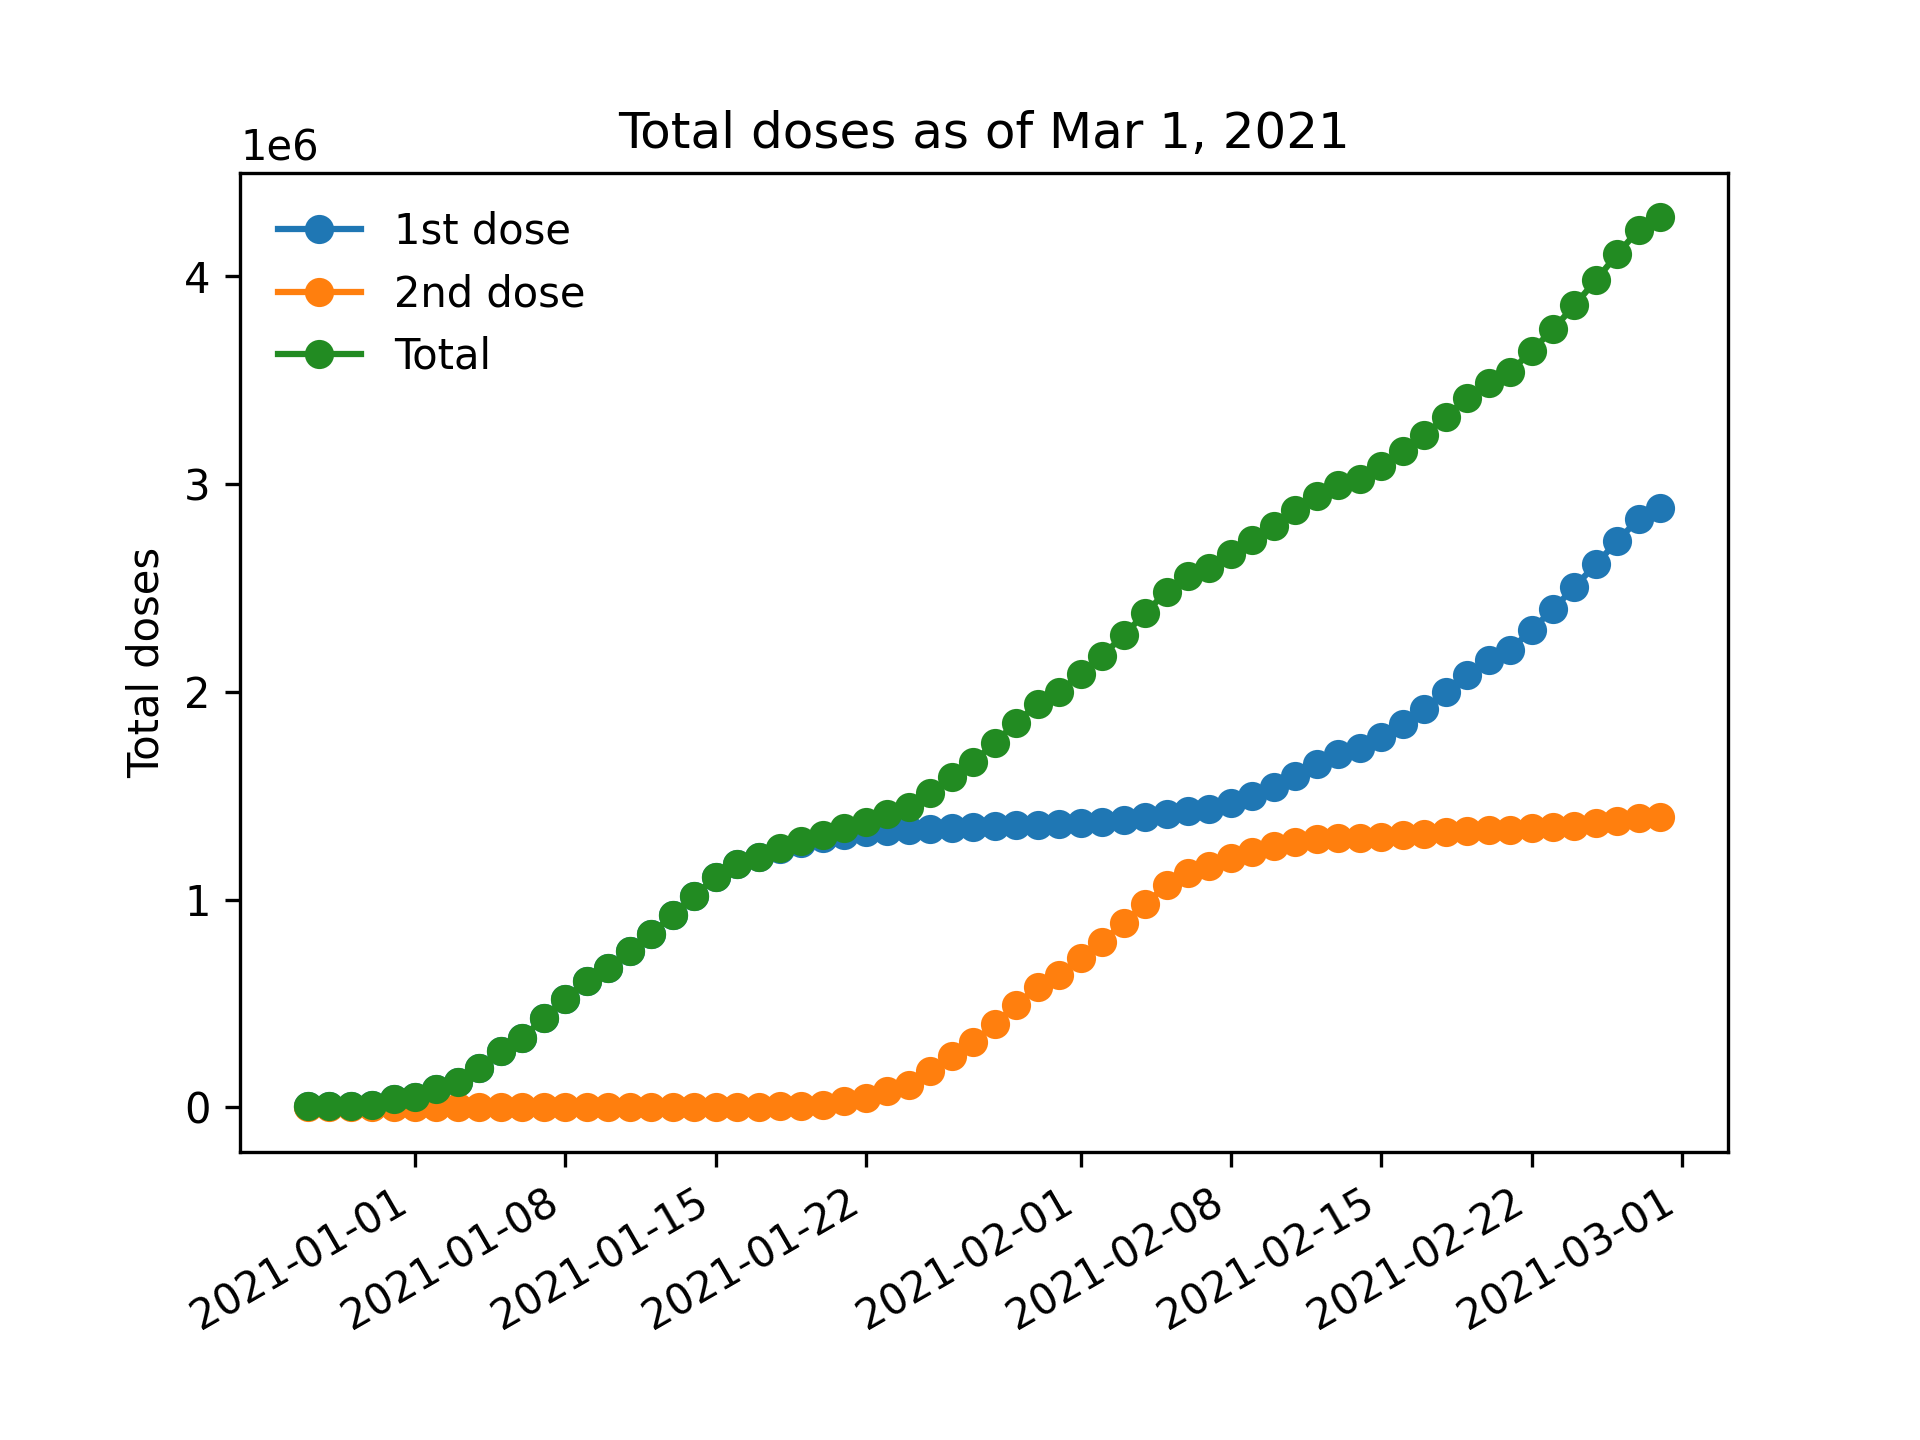 Total doses as of Mar 1, 2021
1e6
1st dose
2nd dose
Total
4
3
2
1
0
Total doses
2021-01-01
2021-01-08
2021-01-15
2021-01-22
2021-02-01
2021-02-08
2021-02-15
2021-02-22
2021-03-01